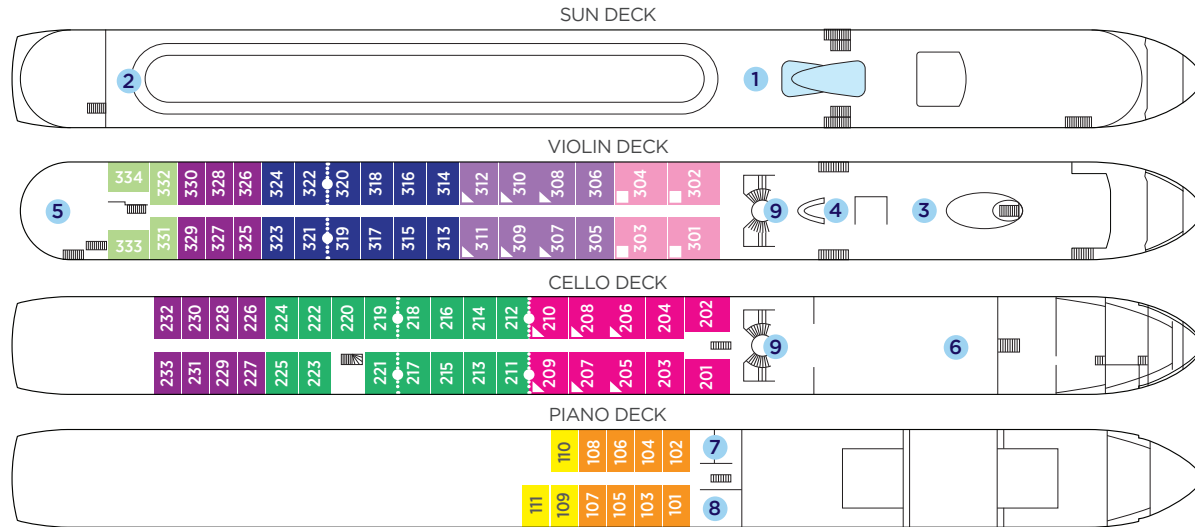 SUN DECK
2 1
VIOLIN DECK
334 332 330 328 326 324 322 320 318 316 314 312 310 308 306 304 302
5 9 4 3
333 331 329 327 325 323 321 319 317 315 313 311 309 307 305 303 301
CELLO DECK
232 230 228 226 224 222 220 219 218 216 214 212 210 208 206 204 202
9 6
233 231 229 227 225 223 221 217 215 213 211 209 207 205 203 201
PIANO DECK
110 108 106 104 102 7
111 109 107 105 103 101 8